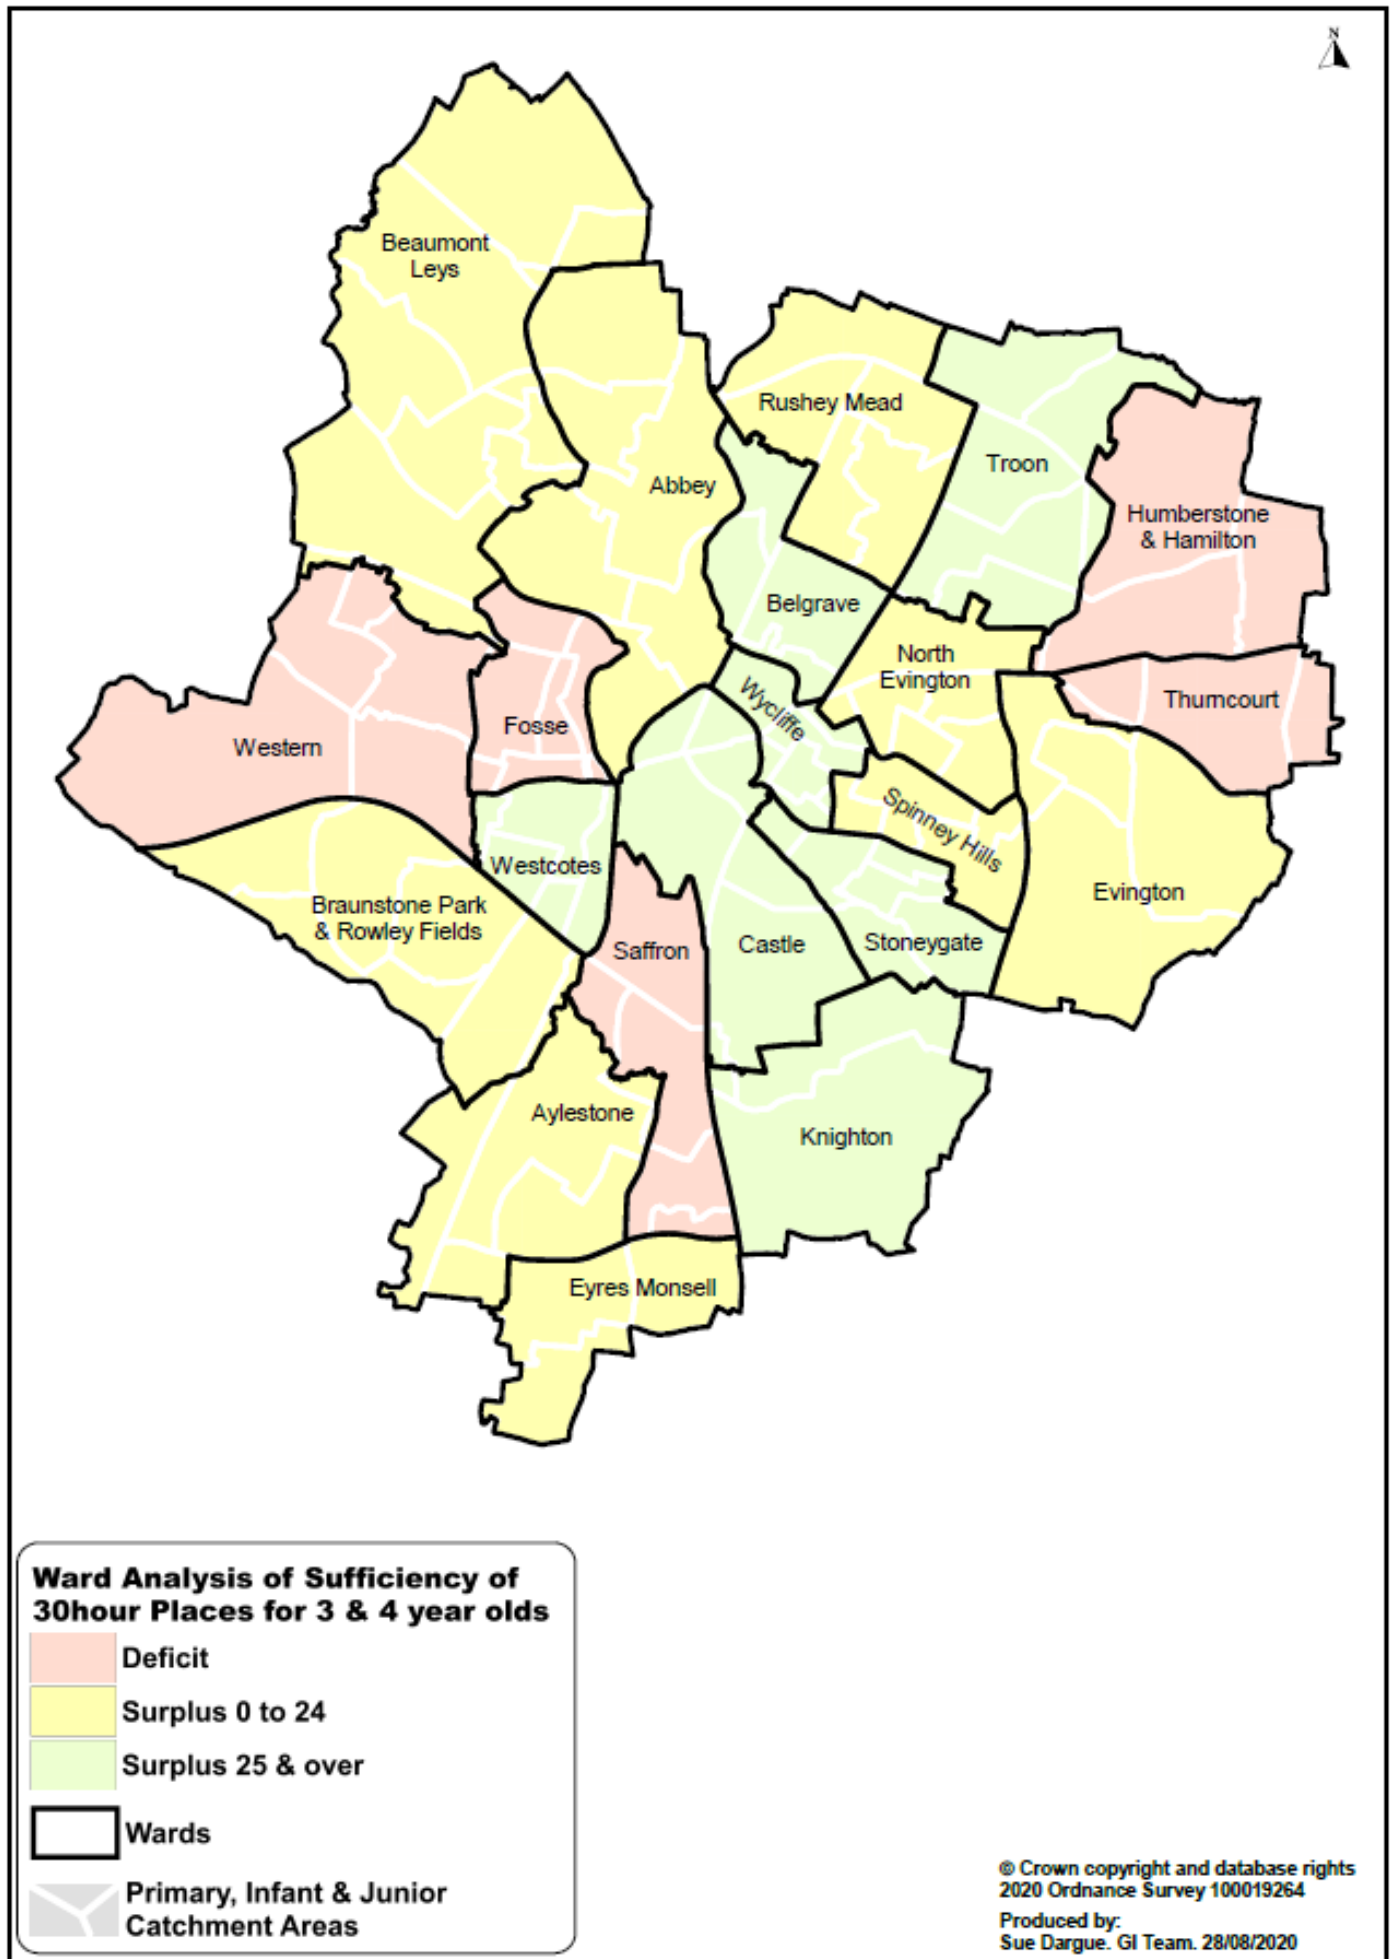 N
Beaumont
Leys
Rushey Mead
Troon
Abbey
Humberstone
& Hamilton
Belgrave
North
Evington
Wycliffe
Thurncourt
Fosse
Western
Spinney Hills
Westcotes
Evington
Braunstone Park
& Rowley Fields
Saffron
Castle
Stoneygate
Aylestone
Knighton
Eyres Monsell
Ward Analysis of Sufficiency of
30hour Places for 3 & 4 year olds
Deficit
Surplus 0 to 24
Surplus 25 & over
Wards
Primary, Infant & Junior
Catchment Areas
© Crown copyright and database rights
2020 Ordnance Survey 100019264
Produced by:
Sue Dargue. GI Team. 28/08/2020